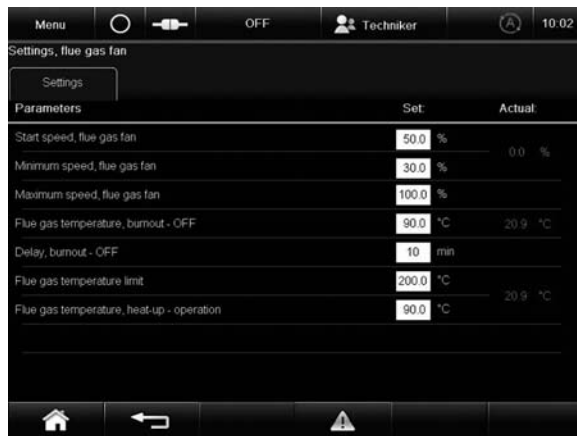 Menu OFF Techniker (A) 10:02
Settings, flue gas fan
Settings
Parameters Set: Actual:
Start speed, flue gas fan 50.0 %
0.0 %
Minimum speed, flue gas fan 30.0 %
Maximum speed, flue gas fan 100.0 %
Flue gas temperature, burnout - OFF 90.0 °C 20.9 °C
Delay, burnout - OFF 10 min
Flue gas temperature limit 200.0 °C
20.9 °C
Flue gas temperature, heat-up - operation 90.0 °C